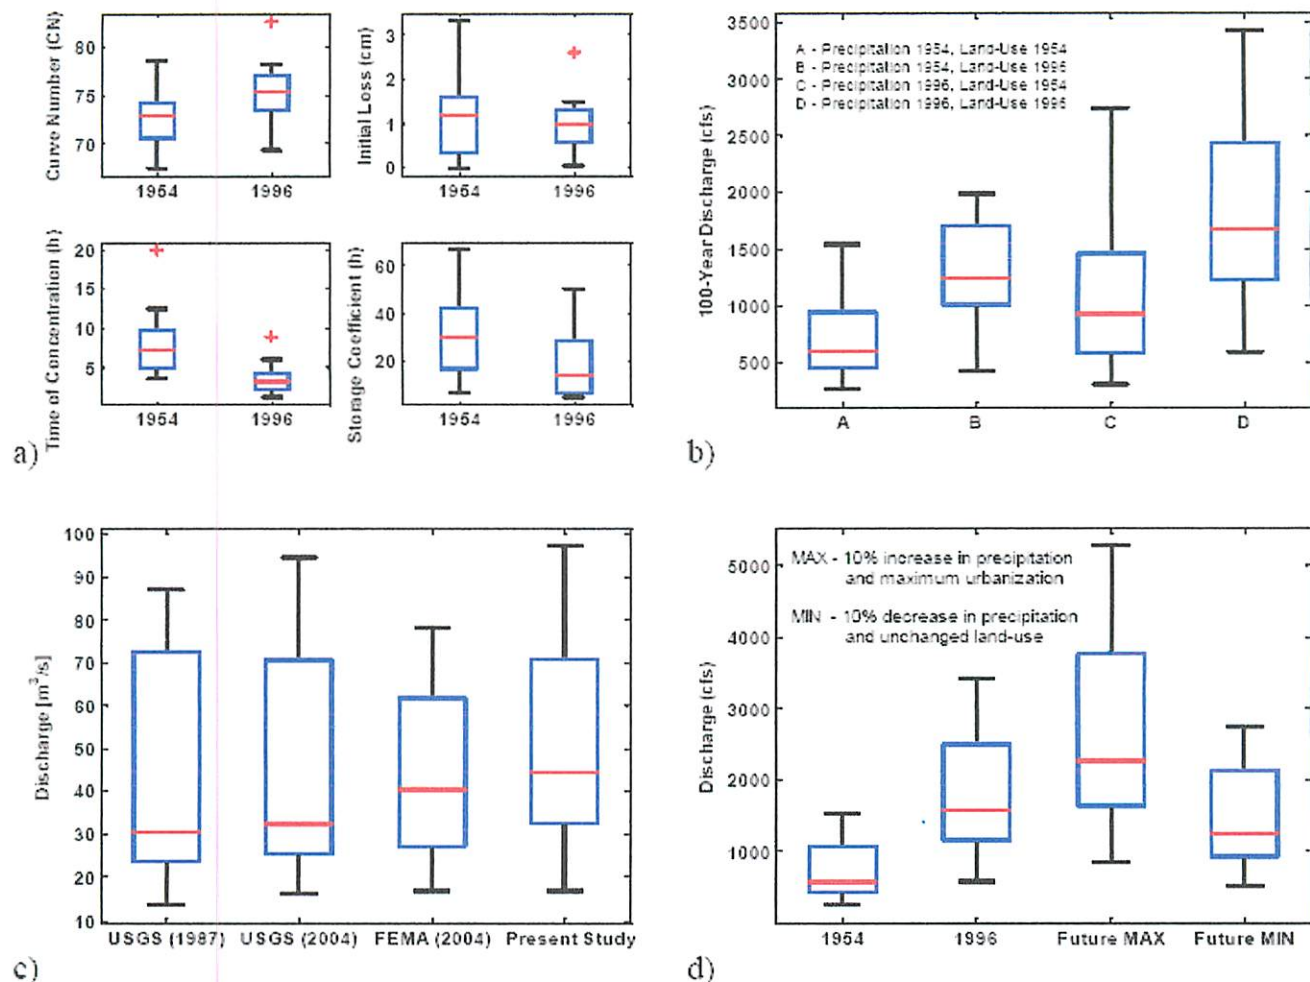 Curve Number (CN)
80
75
70
1954
1996
Initial Loss (cm)
3
2
1
0
1954
1996
Time of Concentration (h)
20
15
10
5
1954
1996
Storage Coefficient (h)
60
40
20
1954
1996
a)
100-Year Discharge (cfs)
3500
3000
2500
2000
1500
1000
500
A - Precipitation 1954, Land-Use 1954
B - Precipitation 1954, Land-Use 1996
C - Precipitation 1996, Land-Use 1954
D - Precipitation 1996, Land-Use 1996
A B C D
b)
Discharge [m³/s]
100
90
80
70
60
50
40
30
20
10
USGS (1987) USGS (2004) FEMA (2004) Present Study
c)
Discharge (cfs)
5000
4000
3000
2000
1000
MAX - 10% increase in precipitation
and maximum urbanization
MIN - 10% decrease in precipitation
and unchanged land-use
1954 1996 Future MAX Future MIN
d)